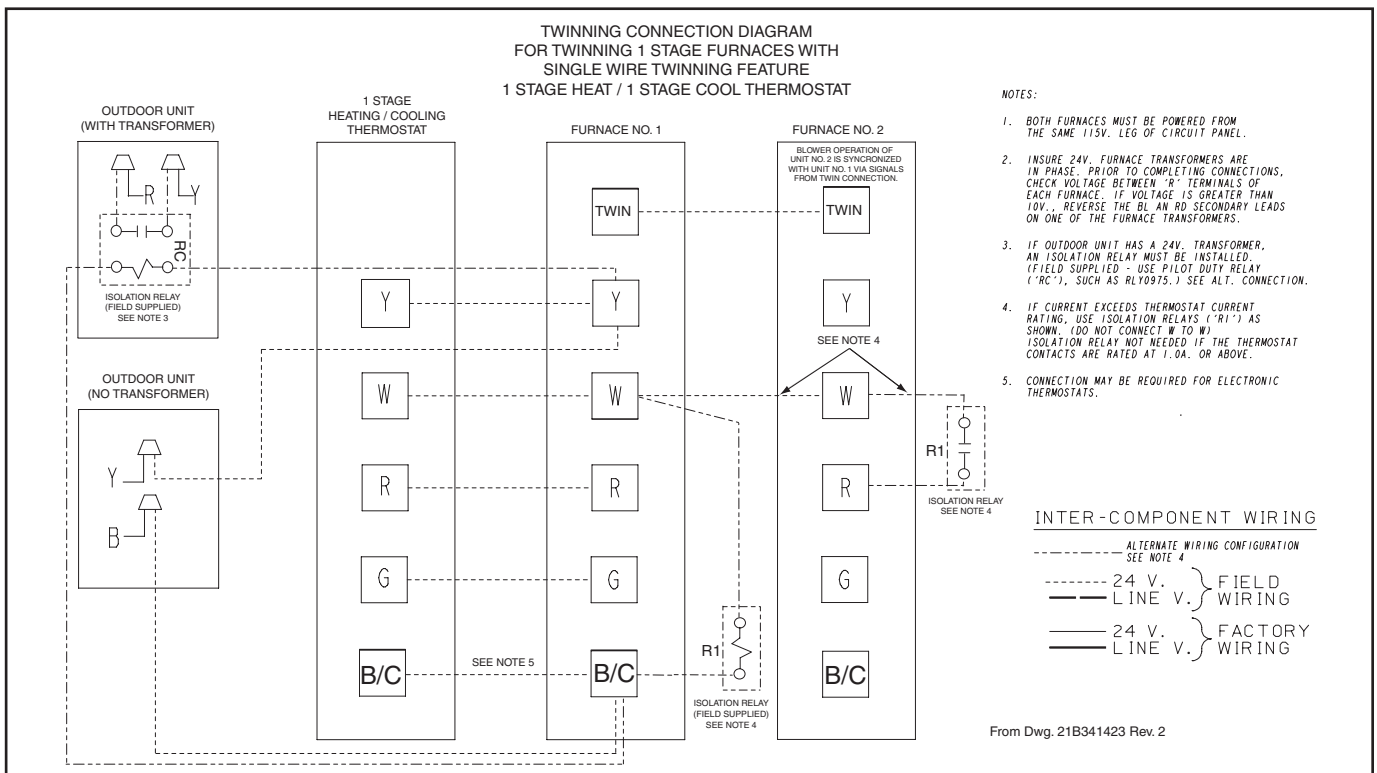 TWINNING CONNECTION DIAGRAM
FOR TWINNING 1 STAGE FURNACES WITH
SINGLE WIRE TWINNING FEATURE
1 STAGE HEAT / 1 STAGE COOL THERMOSTAT
OUTDOOR UNIT
(WITH TRANSFORMER)
R
Y
RC
ISOLATION RELAY
(FIELD SUPPLIED)
SEE NOTE 3
OUTDOOR UNIT
(NO TRANSFORMER)
Y
B
1 STAGE
HEATING / COOLING
THERMOSTAT
Y
W
R
G
B/C
SEE NOTE 5
FURNACE NO. 1
TWIN
Y
W
R
G
B/C
R1
ISOLATION RELAY
(FIELD SUPPLIED)
SEE NOTE 4
FURNACE NO. 2
BLOWER OPERATION OF
UNIT NO. 2 IS SYNCRONIZED
WITH UNIT NO. 1 VIA SIGNALS
FROM TWIN CONNECTION.
TWIN
Y
SEE NOTE 4
W
R
G
B/C
R1
ISOLATION RELAY
SEE NOTE 4
NOTES:
1. BOTH FURNACES MUST BE POWERED FROM
THE SAME 115V. LEG OF CIRCUIT PANEL.
2. INSURE 24V. FURNACE TRANSFORMERS ARE
IN PHASE. PRIOR TO COMPLETING CONNECTIONS,
CHECK VOLTAGE BETWEEN 'R' TERMINALS OF
EACH FURNACE. IF VOLTAGE IS GREATER THAN
10V., REVERSE THE BL AN RD SECONDARY LEADS
ON ONE OF THE FURNACE TRANSFORMERS.
3. IF OUTDOOR UNIT HAS A 24V. TRANSFORMER,
AN ISOLATION RELAY MUST BE INSTALLED.
(FIELD SUPPLIED - USE PILOT DUTY RELAY
('RC'), SUCH AS RLY0975.) SEE ALT. CONNECTION.
4. IF CURRENT EXCEEDS THERMOSTAT CURRENT
RATING, USE ISOLATION RELAYS ('R1') AS
SHOWN. (DO NOT CONNECT W TO W)
ISOLATION RELAY NOT NEEDED IF THE THERMOSTAT
CONTACTS ARE RATED AT 1.0A. OR ABOVE.
5. CONNECTION MAY BE REQUIRED FOR ELECTRONIC
THERMOSTATS.
INTER-COMPONENT WIRING
ALTERNATE WIRING CONFIGURATION
SEE NOTE 4
24 V. FIELD
LINE V. WIRING
24 V. FACTORY
LINE V. WIRING
From Dwg. 21B341423 Rev. 2